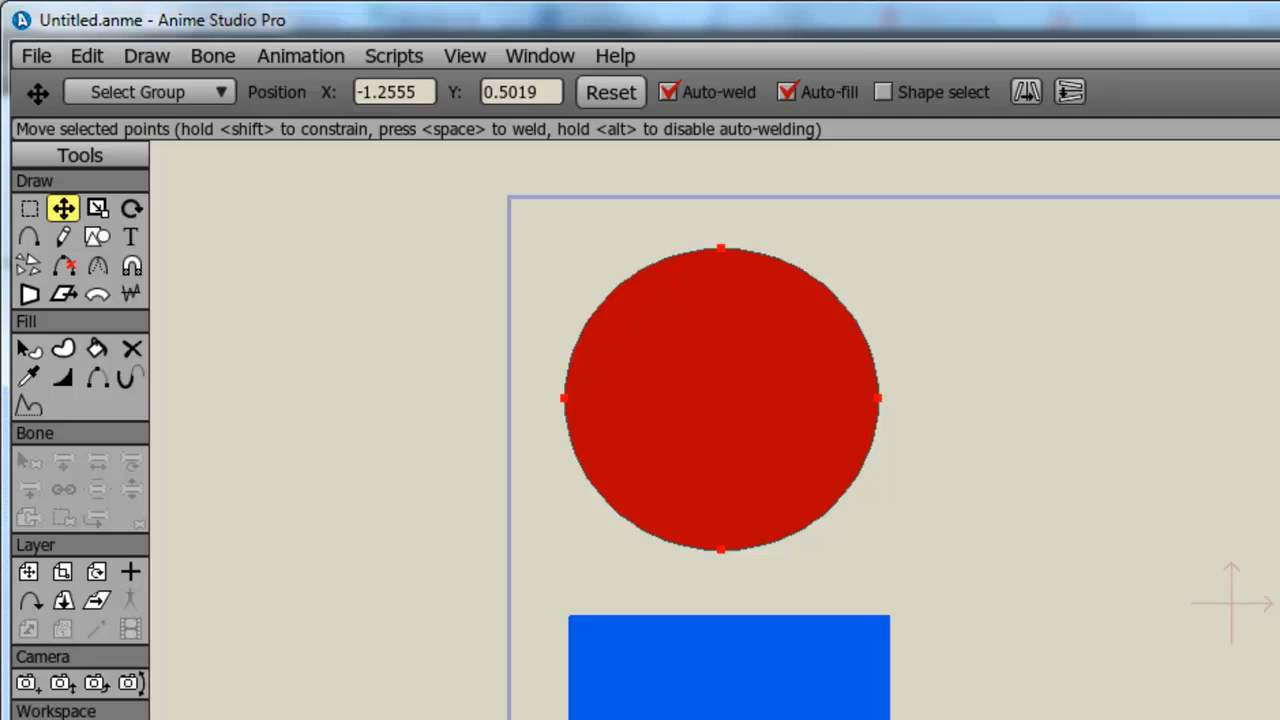 Untitled.anme - Anime Studio Pro
File Edit Draw Bone Animation Scripts View Window Help
Select Group Position X: -1.2555 Y: 0.5019 Reset Auto-weld Auto-fill Shape select
Move selected points (hold <shift> to constrain, press <space> to weld, hold <alt> to disable auto-welding)
Tools
Draw
T
Fill
Bone
Layer
Camera
Workspace